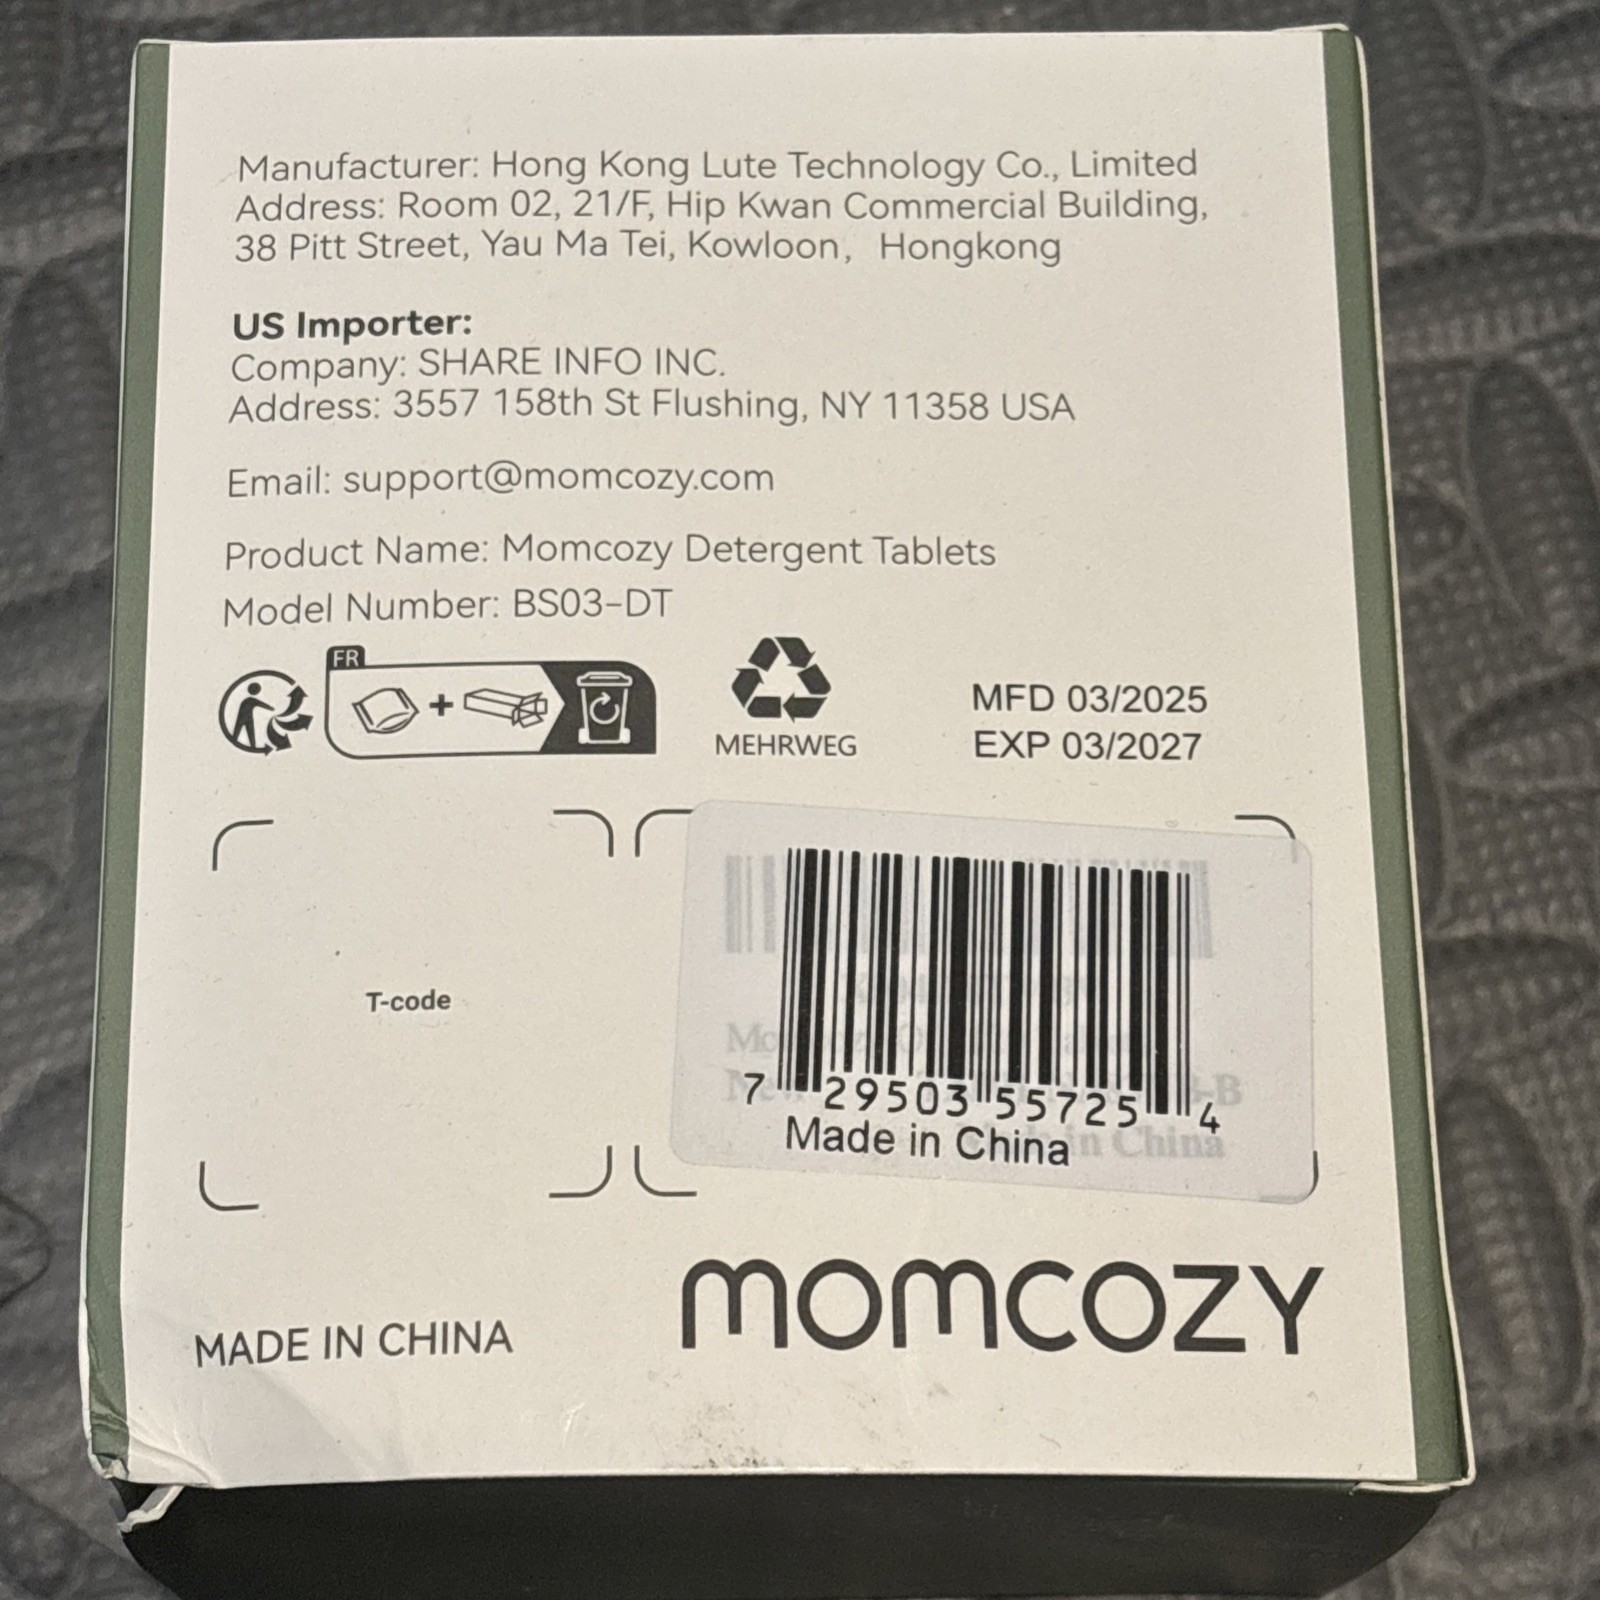 Manufacturer: Hong Kong Lute Technology Co., Limited
Address: Room 02, 21/F, Hip Kwan Commercial Building,
38 Pitt Street, Yau Ma Tei, Kowloon, Hongkong
US Importer:
Company: SHARE INFO INC.
Address: 3557 158th St Flushing, NY 11358 USA
Email: support@momcozy.com
Product Name: Momcozy Detergent Tablets
Model Number: BS03-DT
FR
MEHRWEG
MFD 03/2025
EXP 03/2027
T-code
7 29503 55725 4
Made in China
in China
MADE IN CHINA
momcozy